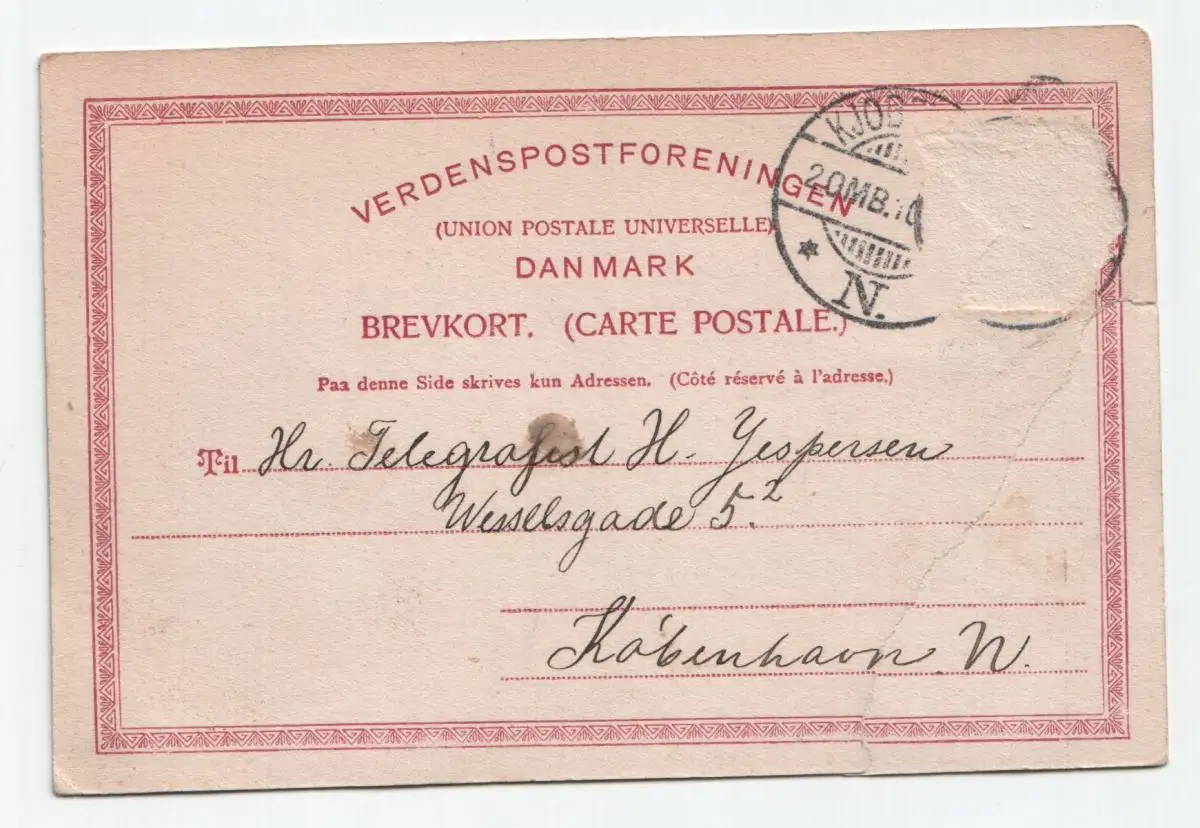 VERDENSPOSTFORENINGEN
(UNION POSTALE UNIVERSELLE)
DANMARK
BREVKORT. (CARTE POSTALE.)
Paa denne Side skrives kun Adressen. (Côté réservé à l'adresse.)
KJØB
20MB.
N.
Til Hr. Telegrafist H. Jespersen
Wesselsgade 5.²
København N.